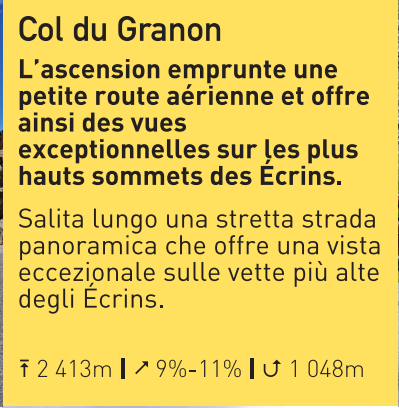 Col du Granon
L’ascension emprunte une
petite route aérienne et offre
ainsi des vues
exceptionnelles sur les plus
hauts sommets des Écrins.
Salita lungo una stretta strada
panoramica che offre una vista
eccezionale sulle vette più alte
degli Écrins.
2 413m | 9%-11% | 1 048m